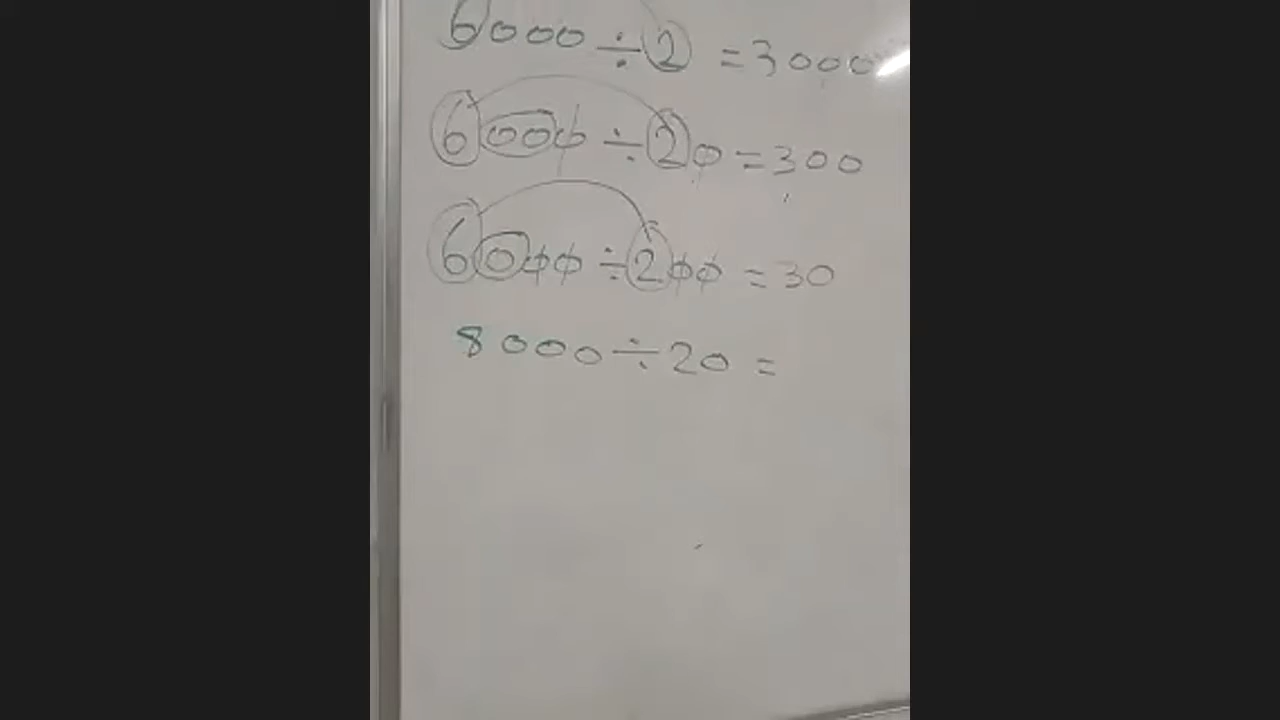 6000 ÷ 2 = 3000
6000 ÷ 20 = 300
6000 ÷ 200 = 30
8000 ÷ 20 =